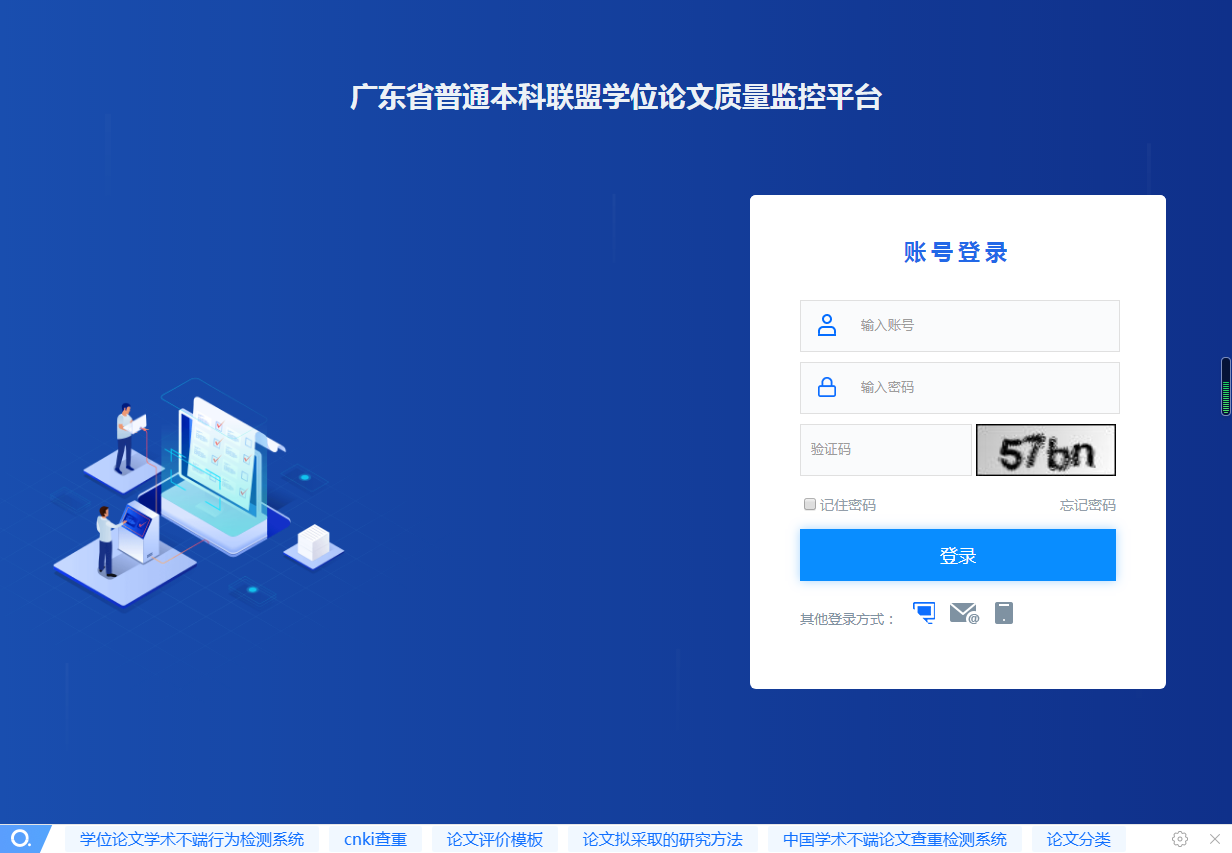 广东省普通本科联盟学位论文质量监控平台
账号登录
输入账号
输入密码
验证码
57bn
记住密码
忘记密码
登录
其他登录方式：
学位论文学术不端行为检测系统
cnki查重
论文评价模板
论文拟采取的研究方法
中国学术不端论文查重检测系统
论文分类